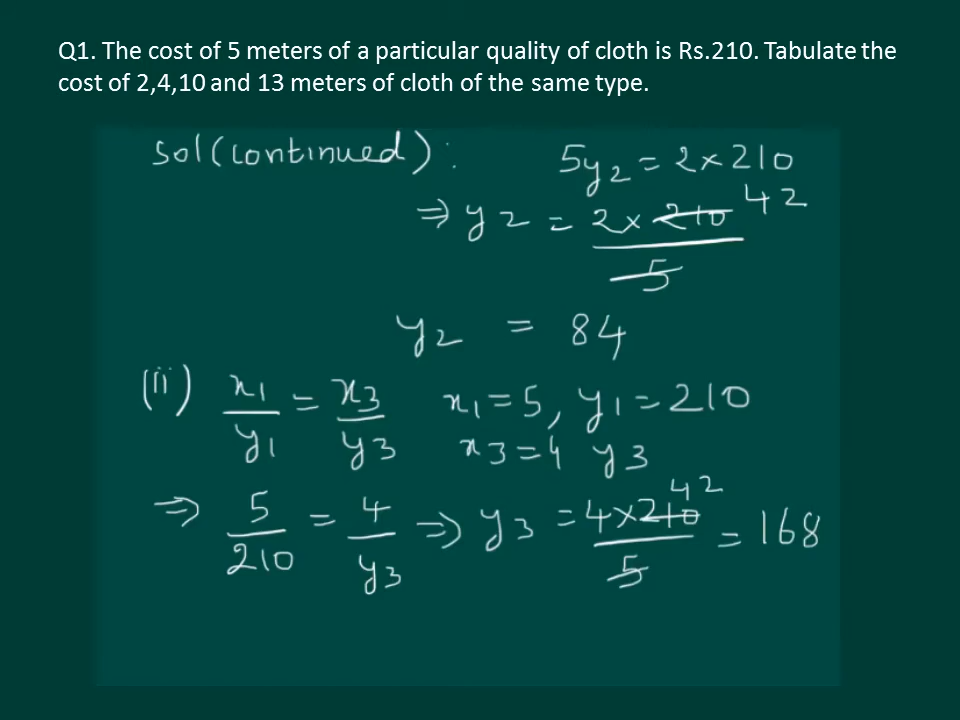 Q1. The cost of 5 meters of a particular quality of cloth is Rs.210. Tabulate the
cost of 2,4,10 and 13 meters of cloth of the same type.
Sol(continued): 5y2 = 2×210
⇒ y2 = 2×210/5 42
y2 = 84
(ii) x1/y1 = x3/y3 x1=5, y1=210
x3=4 y3
⇒ 5/210 = 4/y3 ⇒ y3 = 4×210/5 42 = 168